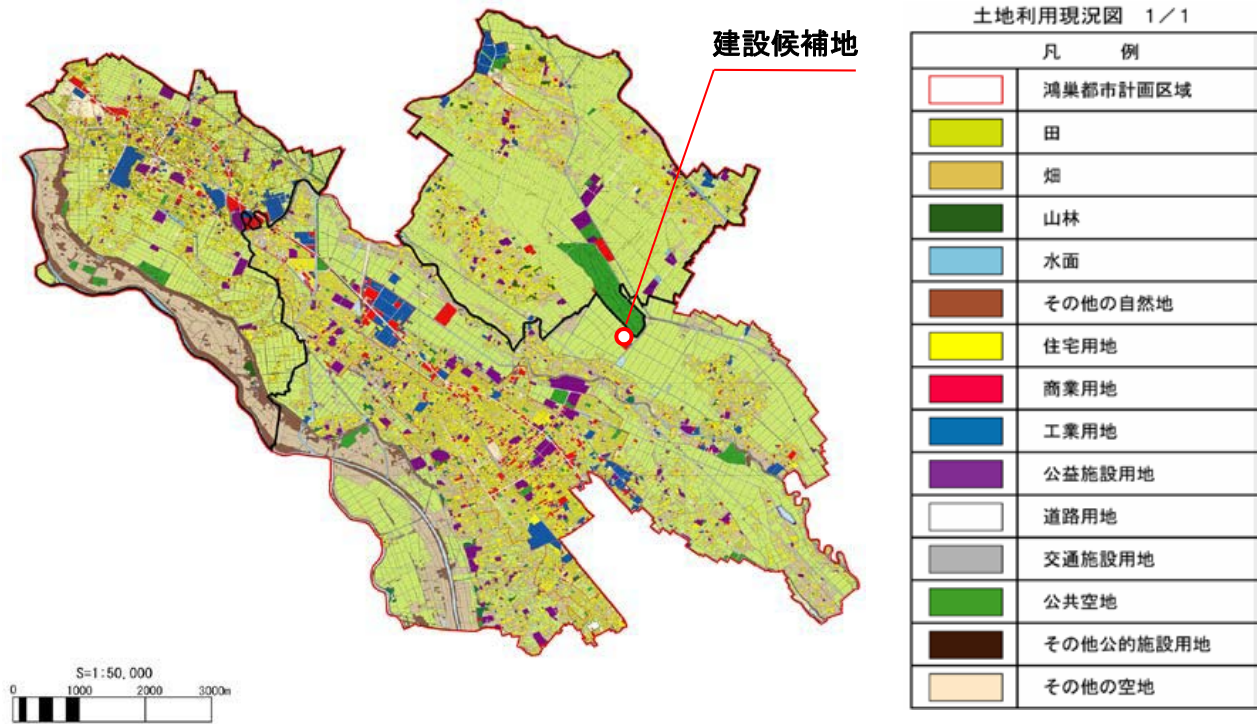 建設候補地
土地利用現況図 1/1
凡 例
鴻巣都市計画区域
田
畑
山林
水面
その他の自然地
住宅用地
商業用地
工業用地
公益施設用地
道路用地
交通施設用地
公共空地
その他公的施設用地
その他の空地
S=1:50,000
0 1000 2000 3000m